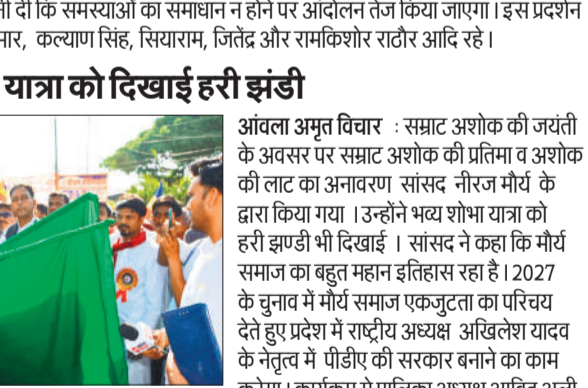 दी कि समस्याओं का समाधान न होने पर आंदोलन तेज किया जाएगा । इस प्रदर्शन
कल्याण सिंह, सियाराम, जितेंद्र और रामकिशोर राठौर आदि रहे ।
यात्रा को दिखाई हरी झंडी
आंवला अमृत विचार : सम्राट अशोक की जयंती
के अवसर पर सम्राट अशोक की प्रतिमा व अशोक
की लाट का अनावरण सांसद नीरज मौर्य के
द्वारा किया गया । उन्होंने भव्य शोभा यात्रा को
हरी झण्डी भी दिखाई । सांसद ने कहा कि मौर्य
समाज का बहुत महान इतिहास रहा है । 2027
के चुनाव में मौर्य समाज एकजुटता का परिचय
देते हुए प्रदेश में राष्ट्रीय अध्यक्ष अखिलेश यादव
के नेतृत्व में पीडीए की सरकार बनाने का काम